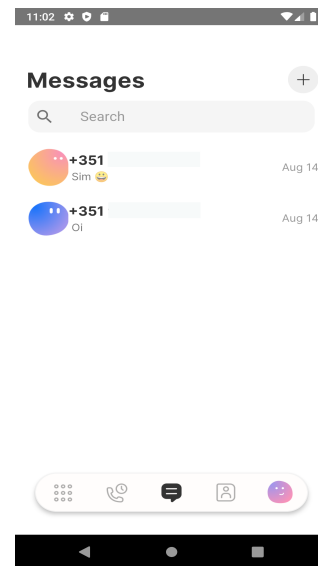 11:02
Messages
Search
+351
Sim 😀
Aug 14
+351
Oi
Aug 14